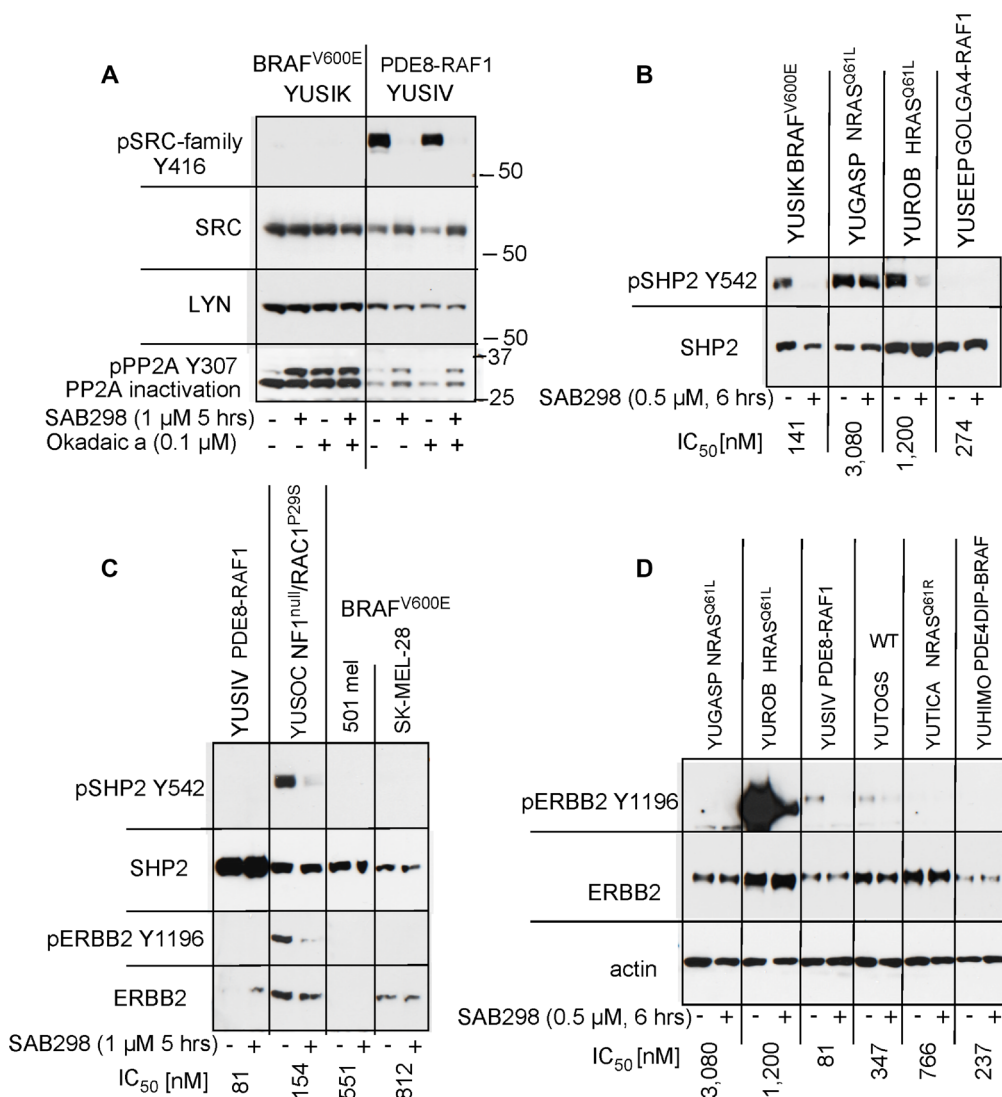 A
BRAF^V600E PDE8-RAF1
YUSIK YUSIV
pSRC-family
Y416
50
SRC
50
LYN
50
pPP2A Y307 37
PP2A inactivation 25
SAB298 (1 µM 5 hrs) - + - + - + - +
Okadaic a (0.1 µM) - - + + - - + +
B
YUSIK BRAF^V600E
YUGASP NRAS^Q61L
YUROB HRAS^Q61L
YUSEEP GOLGA4-RAF1
pSHP2 Y542
SHP2
SAB298 (0.5 µM, 6 hrs) - + - + - + - +
IC50 [nM] 141 3,080 1,200 274
C
YUSIV PDE8-RAF1
YUSOC NF1^null/RAC1^P29S
BRAF^V600E
501 mel
SK-MEL-28
pSHP2 Y542
SHP2
pERBB2 Y1196
ERBB2
SAB298 (1 µM 5 hrs) - + - + - + - +
IC50 [nM] 81 154 551 812
D
YUGASP NRAS^Q61L
YUROB HRAS^Q61L
YUSIV PDE8-RAF1
YUTOGS WT
YUTICA NRAS^Q61R
YUHIMO PDE4DIP-BRAF
pERBB2 Y1196
ERBB2
actin
SAB298 (0.5 µM, 6 hrs) - + - + - + - + - + - +
IC50 [nM] 3,080 1,200 81 347 766 237